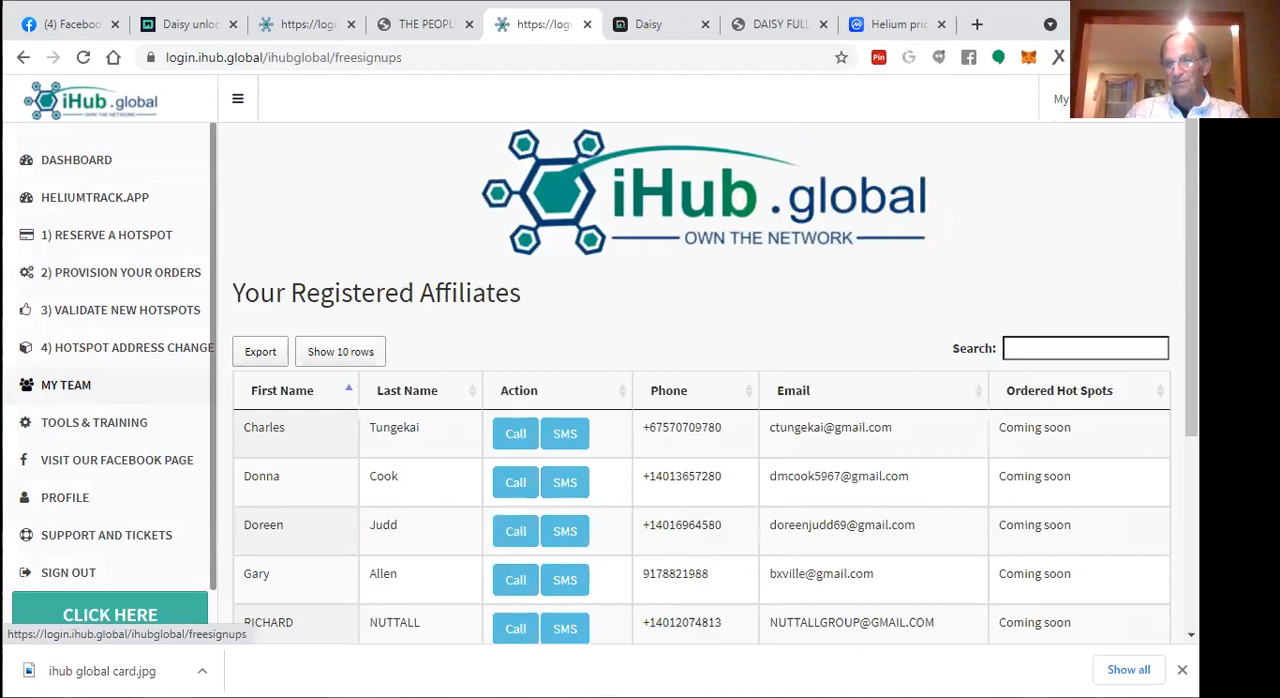 (4) Faceboo
Daisy unloc
https://logi
THE PEOPL
https://logi
Daisy
DAISY FULL
Helium pric
login.ihub.global/ihubglobal/freesignups
Pin
iHub.global
OWN THE NETWORK
My
DASHBOARD
HELIUMTRACK.APP
1) RESERVE A HOTSPOT
2) PROVISION YOUR ORDERS
3) VALIDATE NEW HOTSPOTS
4) HOTSPOT ADDRESS CHANGE
MY TEAM
TOOLS & TRAINING
VISIT OUR FACEBOOK PAGE
PROFILE
SUPPORT AND TICKETS
SIGN OUT
CLICK HERE
iHub.global
OWN THE NETWORK
Your Registered Affiliates
Export Show 10 rows Search:
First Name Last Name Action Phone Email Ordered Hot Spots
Charles Tungekai Call SMS +67570709780 ctungekai@gmail.com Coming soon
Donna Cook Call SMS +14013657280 dmcook5967@gmail.com Coming soon
Doreen Judd Call SMS +14016964580 doreenjudd69@gmail.com Coming soon
Gary Allen Call SMS 9178821988 bxville@gmail.com Coming soon
RICHARD NUTTALL Call SMS +14012074813 NUTTALLGROUP@GMAIL.COM Coming soon
https://login.ihub.global/ihubglobal/freesignups
ihub global card.jpg
Show all